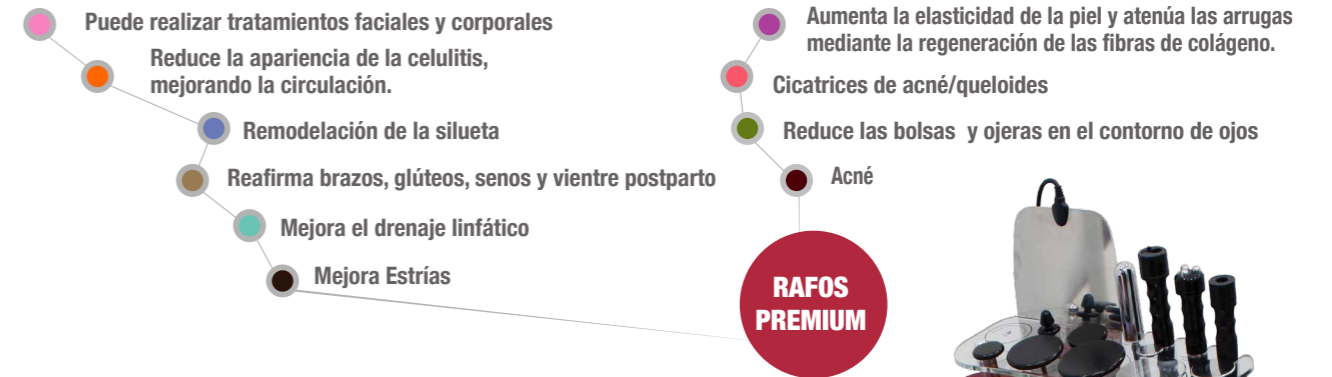 Puede realizar tratamientos faciales y corporales
Reduce la apariencia de la celulitis,
mejorando la circulación.
Remodelación de la silueta
Reafirma brazos, glúteos, senos y vientre postparto
Mejora el drenaje linfático
Mejora Estrías
Aumenta la elasticidad de la piel y atenúa las arrugas
mediante la regeneración de las fibras de colágeno.
Cicatrices de acné/queloides
Reduce las bolsas y ojeras en el contorno de ojos
Acné
RAFOS
PREMIUM